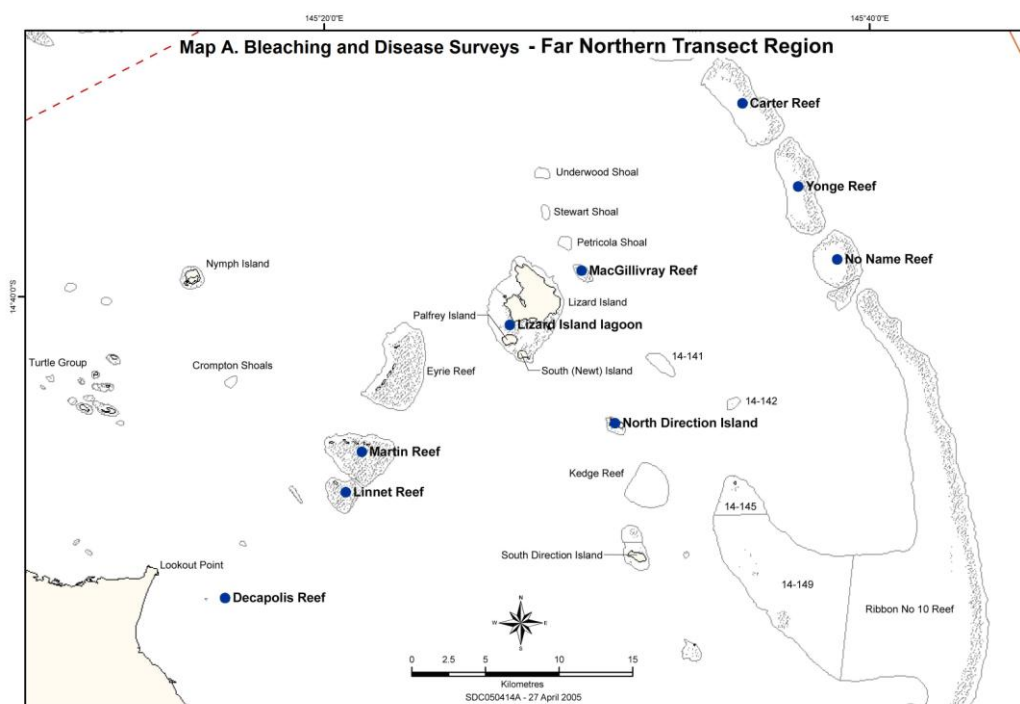 145°20'0"E
145°40'0"E
Map A. Bleaching and Disease Surveys - Far Northern Transect Region
Carter Reef
Underwood Shoal
Yonge Reef
Stewart Shoal
Petricola Shoal
No Name Reef
Nymph Island
MacGillivray Reef
14°40'0"S
Lizard Island
Palfrey Island
Lizard Island lagoon
Turtle Group
Crompton Shoals
Eyrie Reef
South (Newt) Island
14-141
14-142
North Direction Island
Martin Reef
Kedge Reef
Linnet Reef
14-145
South Direction Island
Lookout Point
14-149
Decapolis Reef
Ribbon No 10 Reef
N
W
E
S
0 2.5 5 10 15
Kilometres
SDC050414A - 27 April 2005